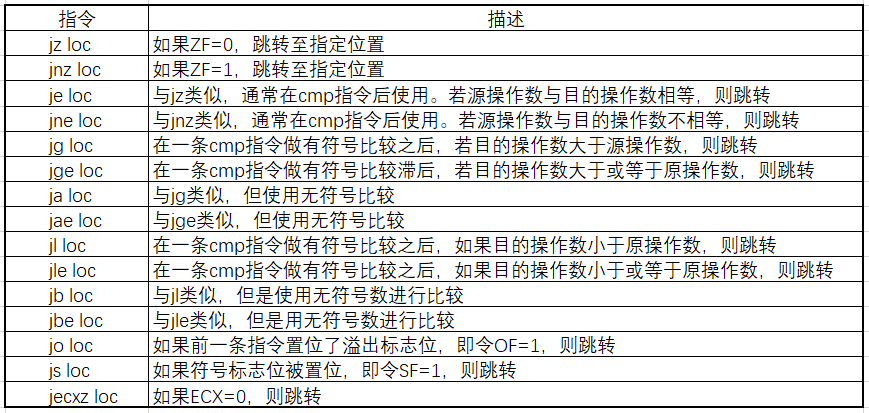 指令 描述
jz loc 如果ZF=0，跳转至指定位置
jnz loc 如果ZF=1，跳转至指定位置
je loc 与jz类似，通常在cmp指令后使用。若源操作数与目的操作数相等，则跳转
jne loc 与jnz类似，通常在cmp指令后使用。若源操作数与目的操作数不相等，则跳转
jg loc 在一条cmp指令做有符号比较之后，若目的操作数大于源操作数，则跳转
jge loc 在一条cmp指令做有符号比较滞后，若目的操作数大于或等于原操作数，则跳转
ja loc 与jg类似，但使用无符号比较
jae loc 与jge类似，但使用无符号比较
jl loc 在一条cmp指令做有符号比较之后，如果目的操作数小于原操作数，则跳转
jle loc 在一条cmp指令做有符号比较之后，如果目的操作数小于或等于原操作数，则跳转
jb loc 与jl类似，但是使用无符号数进行比较
jbe loc 与jle类似，但是用无符号数进行比较
jo loc 如果前一条指令置位了溢出标志位，即令OF=1，则跳转
js loc 如果符号标志位被置位，即令SF=1，则跳转
jecxz loc 如果ECX=0，则跳转